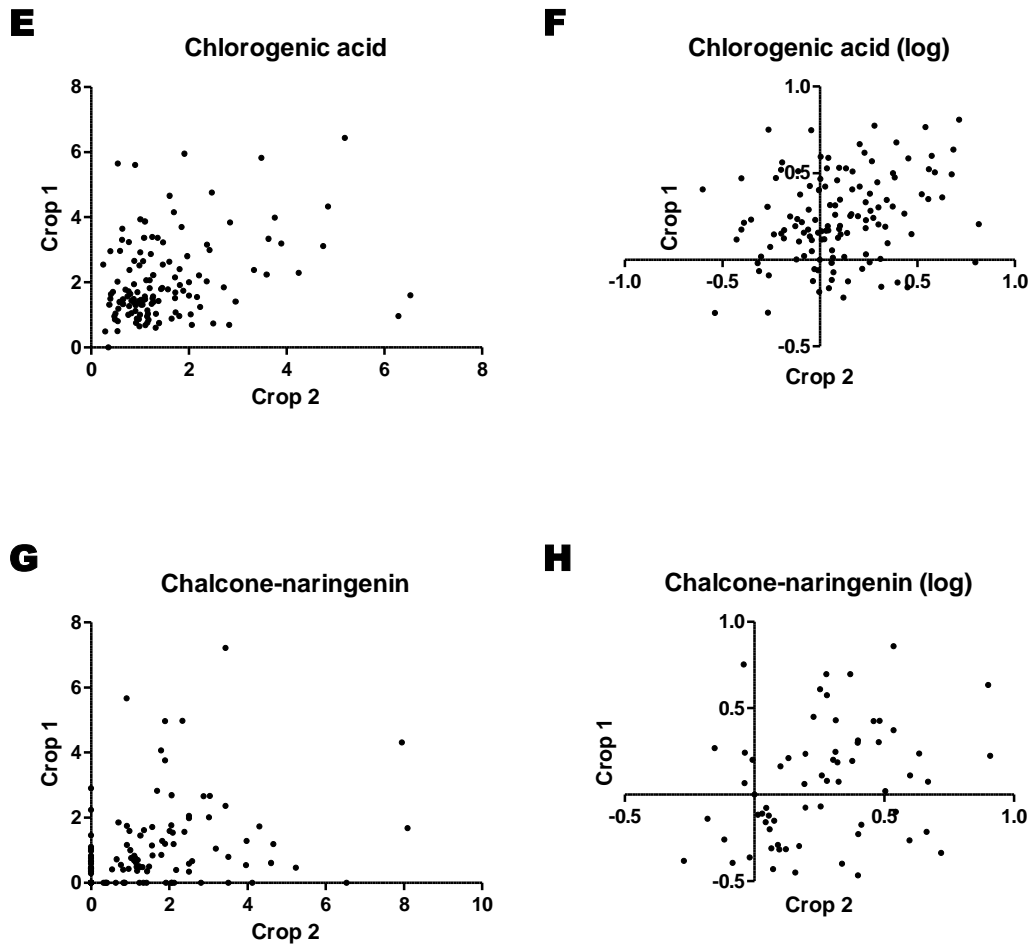 E
Chlorogenic acid
8
6
4
2
0
Crop 1
0 2 4 6 8
Crop 2
F
Chlorogenic acid (log)
1.0
0.5
-0.5
Crop 1
-1.0 -0.5 0.5 1.0
Crop 2
G
Chalcone-naringenin
8
6
4
2
0
Crop 1
0 2 4 6 8 10
Crop 2
H
Chalcone-naringenin (log)
1.0
0.5
-0.5
Crop 1
-0.5 0.5 1.0
Crop 2